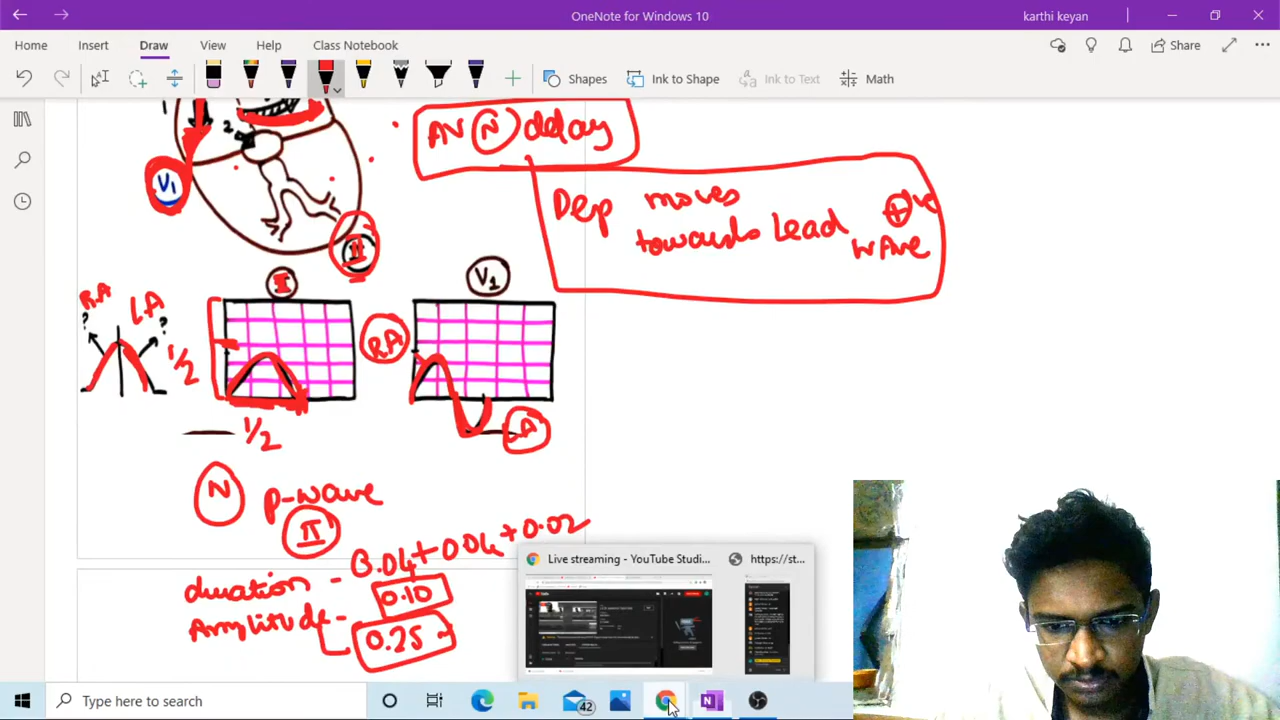 OneNote for Windows 10
karthi keyan
Home Insert Draw View Help Class Notebook
Share
Shapes Ink to Shape Ink to Text Math
AV N delay
Dep moves
towards Lead +ve
wave
V1
2
II
R.A L.A
? ?
II
V1
1/2
RA
1/2
LA
N p-wave
II
duration - 0.04+0.04+0.02
0.10
Amplitude -
0.25
Live streaming - YouTube Studi...
https://st...
Type here to search
42